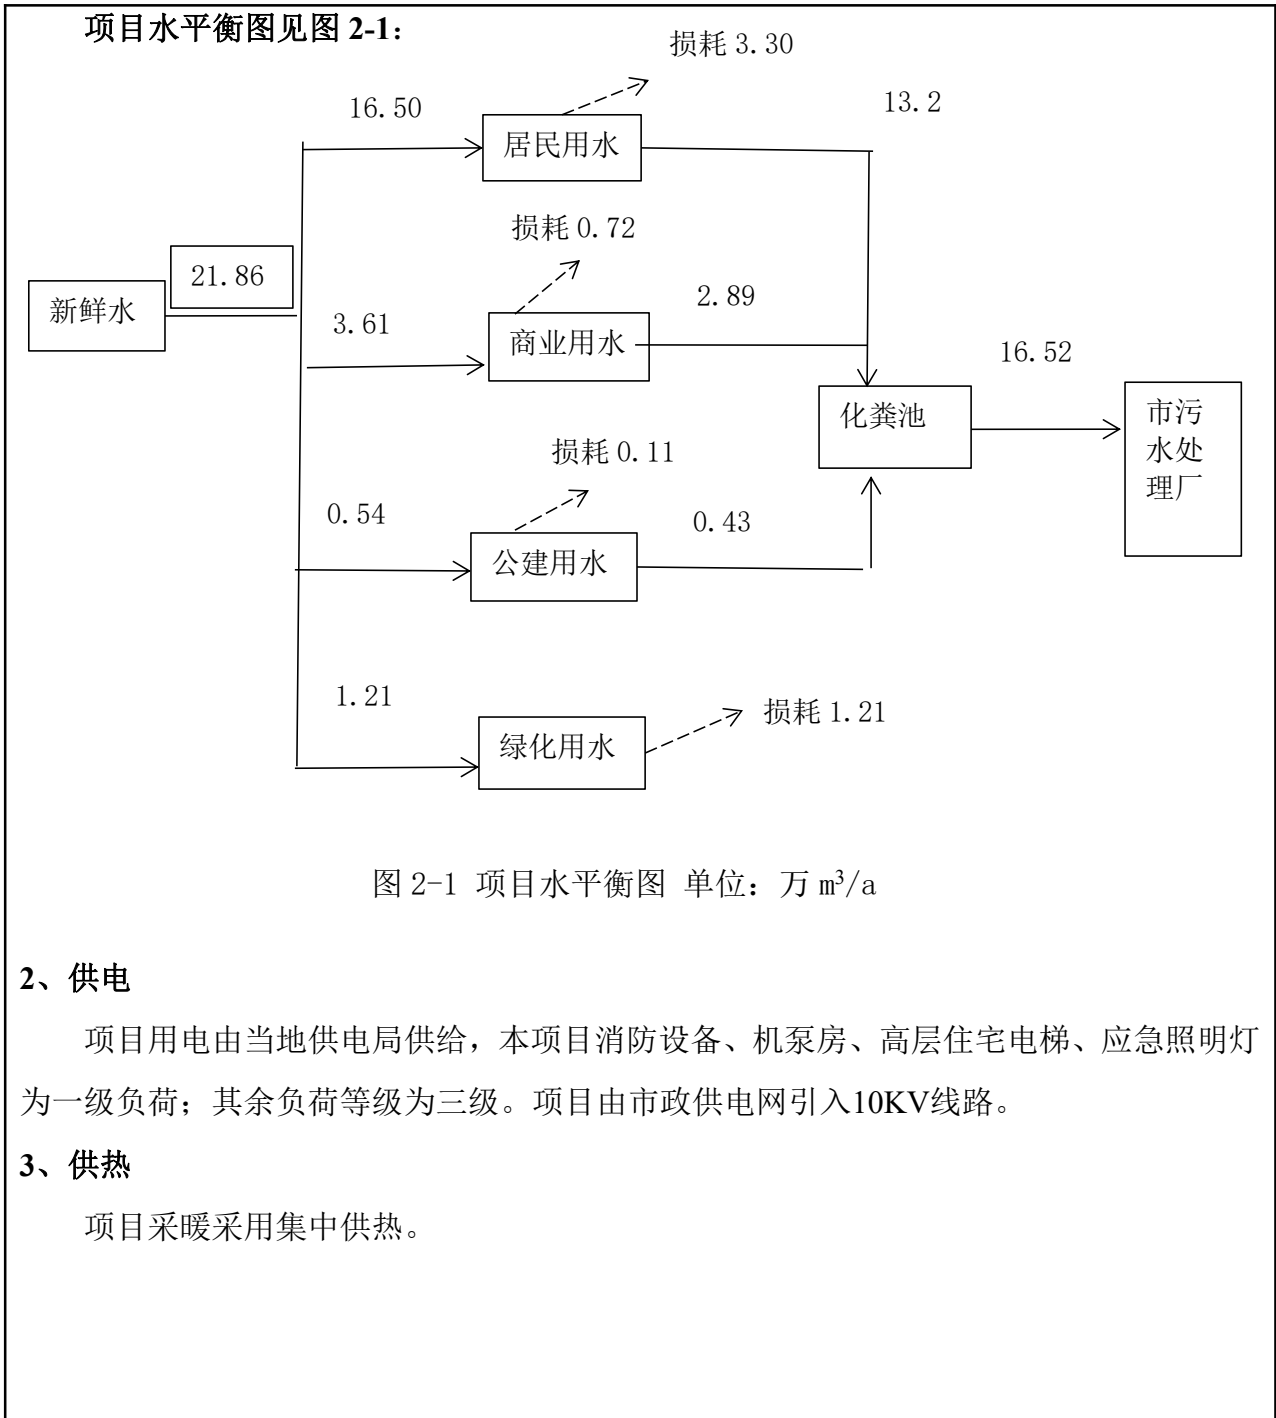 项目水平衡图见图 2-1：
损耗 3.30
16.50
13.2
居民用水
损耗 0.72
21.86
新鲜水
2.89
3.61
商业用水
16.52
化粪池
市污
水处
理厂
损耗 0.11
0.54
0.43
公建用水
1.21
损耗 1.21
绿化用水
图 2-1 项目水平衡图 单位：万 m³/a
2、供电
项目用电由当地供电局供给，本项目消防设备、机泵房、高层住宅电梯、应急照明灯
为一级负荷；其余负荷等级为三级。项目由市政供电网引入10KV线路。
3、供热
项目采暖采用集中供热。